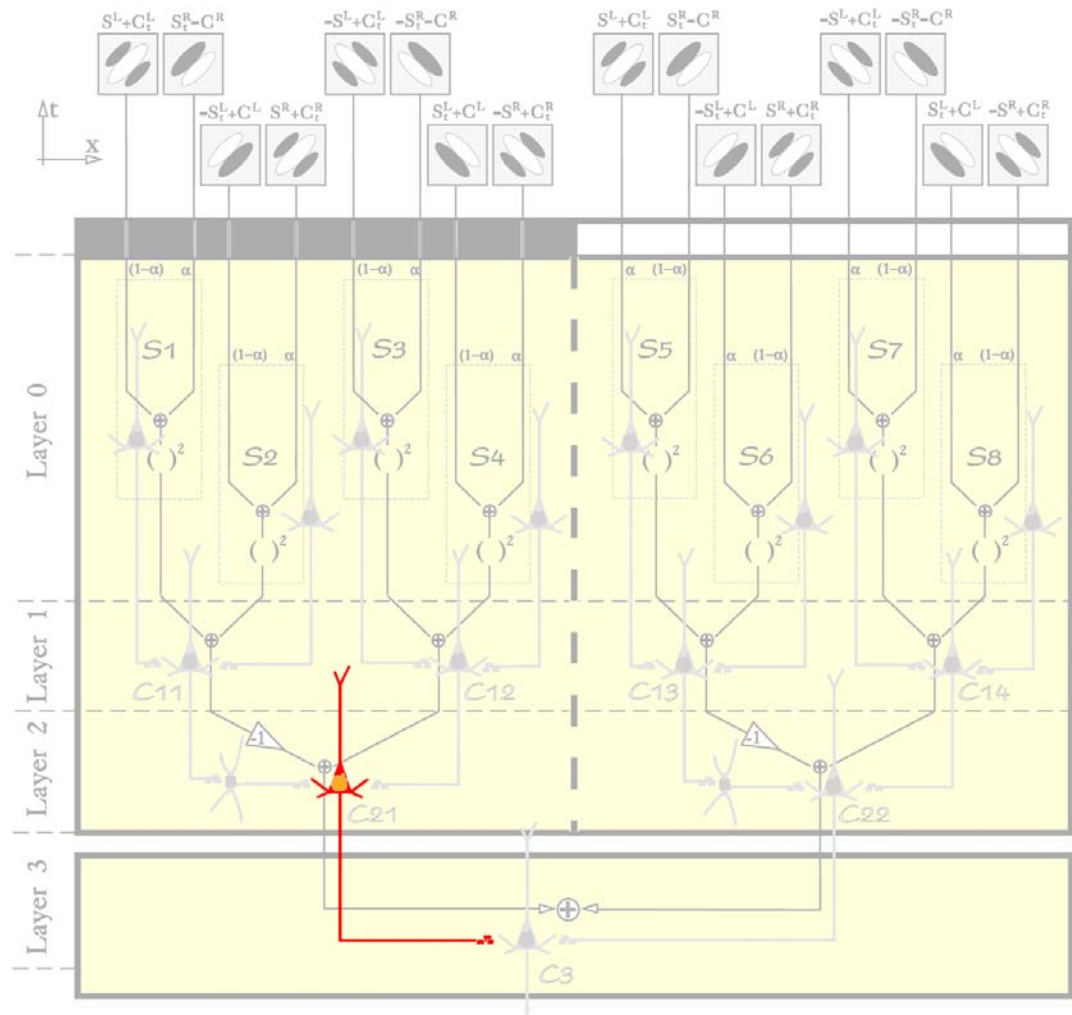 S^L+C_t^L S_t^R-C^R -S^L+C_t^L -S_t^R-C^R S^L+C_t^L S_t^R-C^R -S^L+C_t^L -S_t^R-C^R
-S_t^L+C^L S^R+C_t^R S_t^L+C^L -S^R+C_t^R -S_t^L+C^L S^R+C_t^R S_t^L+C^L -S^R+C_t^R
t
x
(1-α) α (1-α) α α (1-α) α (1-α)
S1 S3 S5 S7
(1-α) α (1-α) α α (1-α) α (1-α)
Layer 0
( )² ( )² ( )² ( )²
S2 S4 S6 S8
( )² ( )² ( )² ( )²
Layer 1
C11 C12 C13 C14
Layer 2
-1 -1
C21 C22
Layer 3
C3